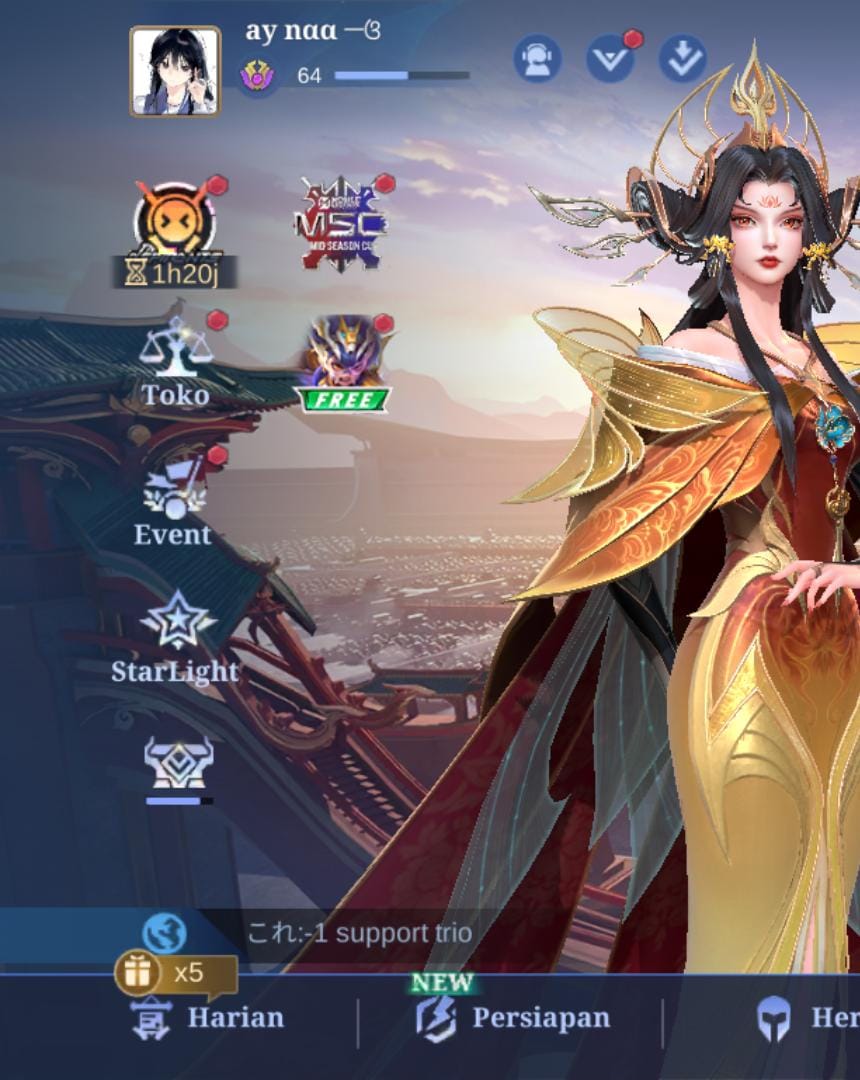 ay nαα ー(3
64
1h20j
MSC
MID SEASON CUP
Toko
FREE
Event
StarLight
これ:-1 support trio
x5
NEW
Harian
Persiapan
Her